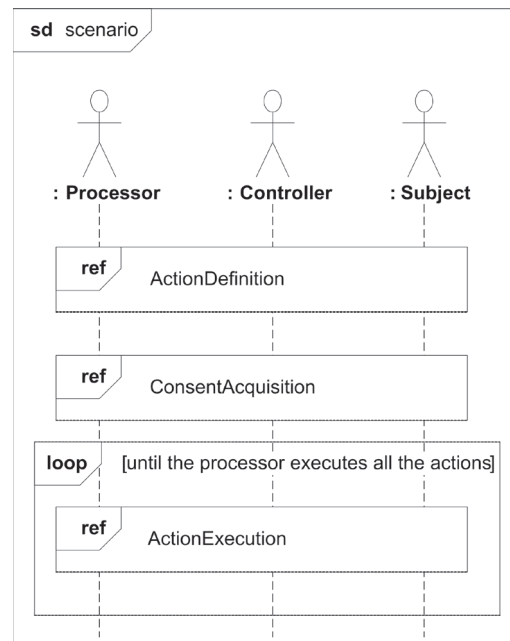 sd scenario
: Processor : Controller : Subject
ref
ActionDefinition
ref
ConsentAcquisition
loop [until the processor executes all the actions]
ref
ActionExecution